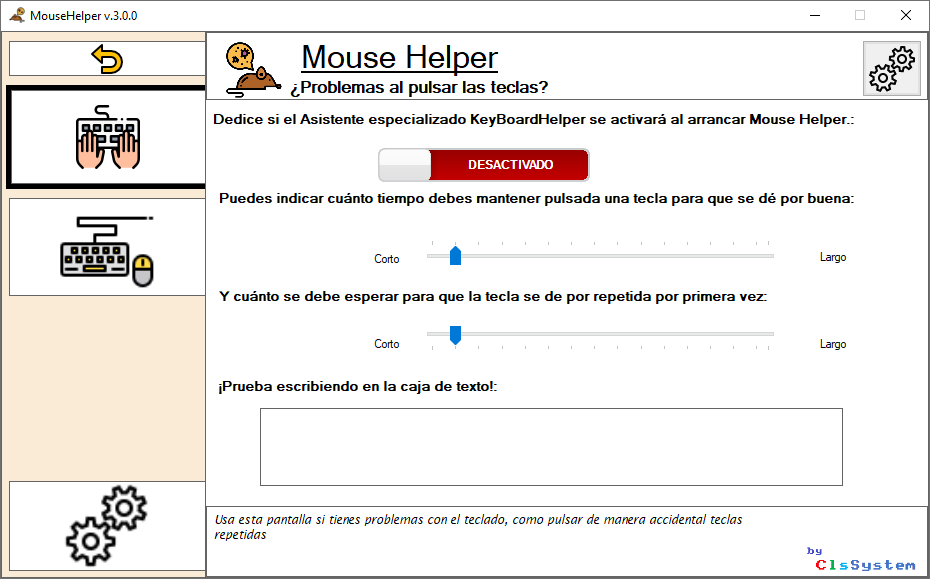 MouseHelper v.3.0.0
Mouse Helper
¿Problemas al pulsar las teclas?
Dedice si el Asistente especializado KeyBoardHelper se activará al arrancar Mouse Helper.:
DESACTIVADO
Puedes indicar cuánto tiempo debes mantener pulsada una tecla para que se dé por buena:
Corto
Largo
Y cuánto se debe esperar para que la tecla se de por repetida por primera vez:
Corto
Largo
¡Prueba escribiendo en la caja de texto!:
Usa esta pantalla si tienes problemas con el teclado, como pulsar de manera accidental teclas
repetidas
by
ClsSystem